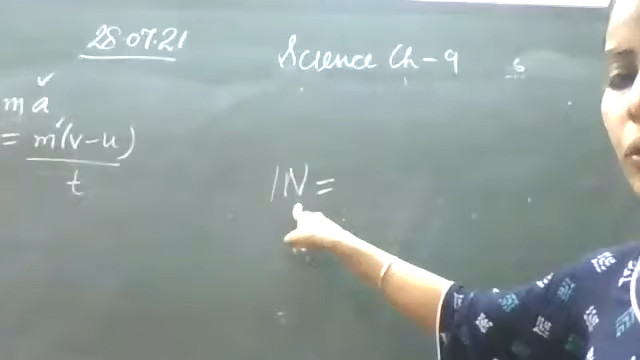 28.07.21
Science Ch-9
ma
= m(v-u)
t
1N=